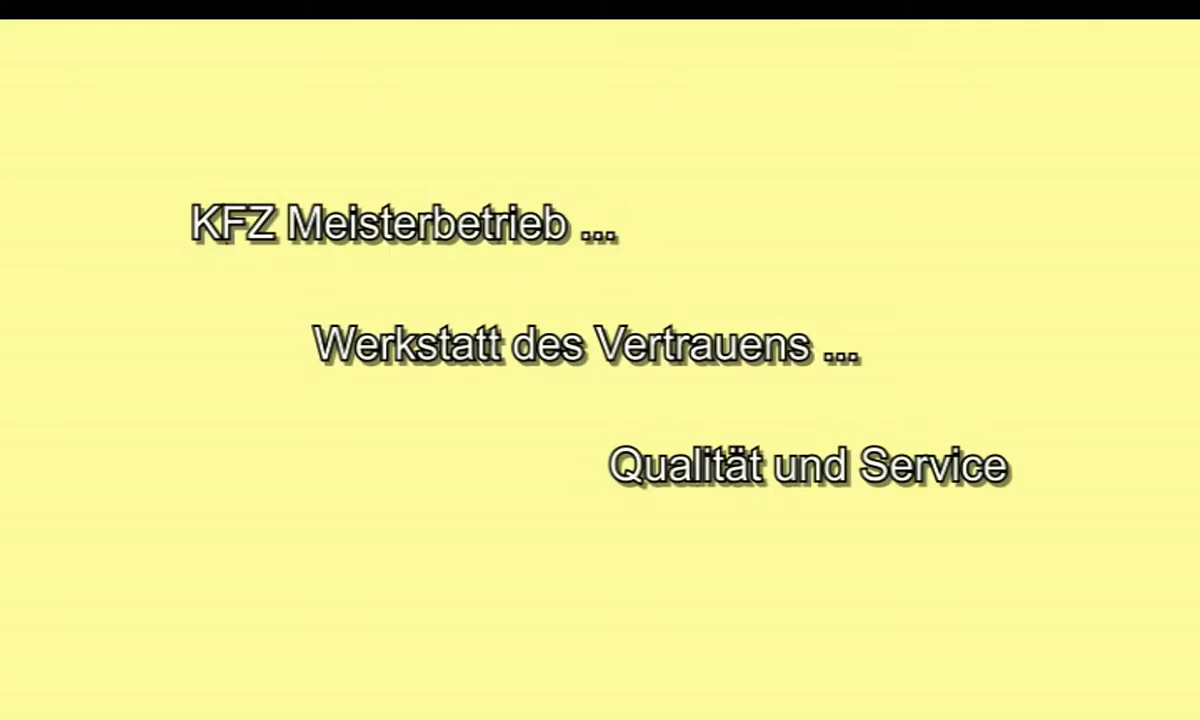 KFZ Meisterbetrieb ...
Werkstatt des Vertrauens ...
Qualität und Service